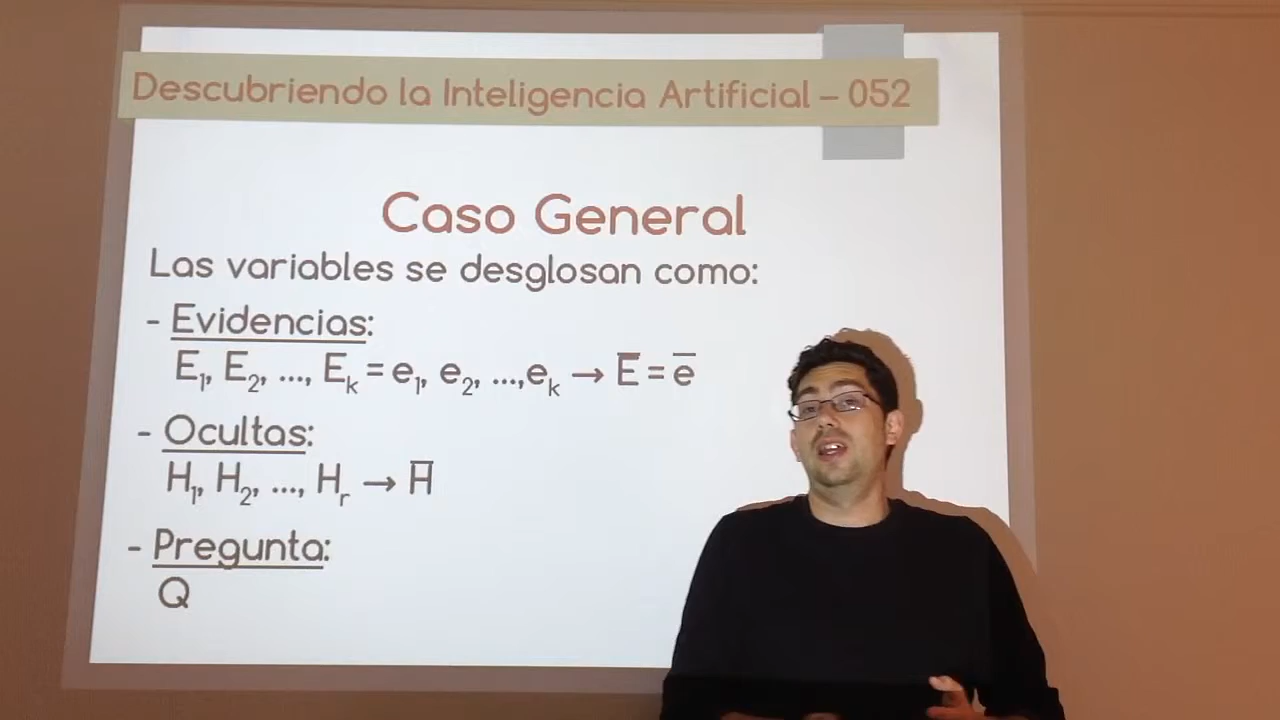 Descubriendo la Inteligencia Artificial – 052
Caso General
Las variables se desglosan como:
- Evidencias:
E₁, E₂, ..., Eₖ = e₁, e₂, ...,eₖ → E̅ = e̅
- Ocultas:
H₁, H₂, ..., Hᵣ → H̅
- Pregunta:
Q